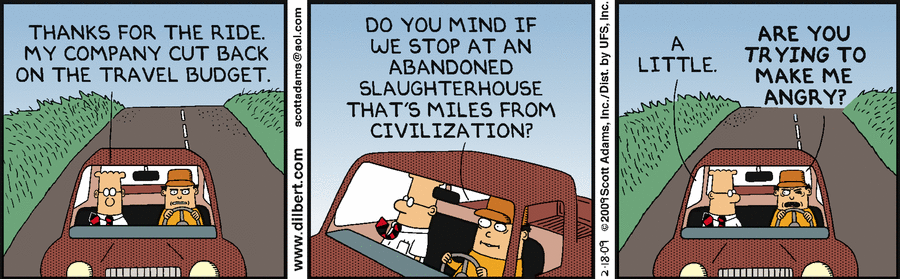 THANKS FOR THE RIDE.
MY COMPANY CUT BACK
ON THE TRAVEL BUDGET.
www.dilbert.com
scottadams@aol.com
DO YOU MIND IF
WE STOP AT AN
ABANDONED
SLAUGHTERHOUSE
THAT'S MILES FROM
CIVILIZATION?
2-18-09 ©2009 Scott Adams, Inc./Dist. by UFS, Inc.
A
LITTLE.
ARE YOU
TRYING TO
MAKE ME
ANGRY?